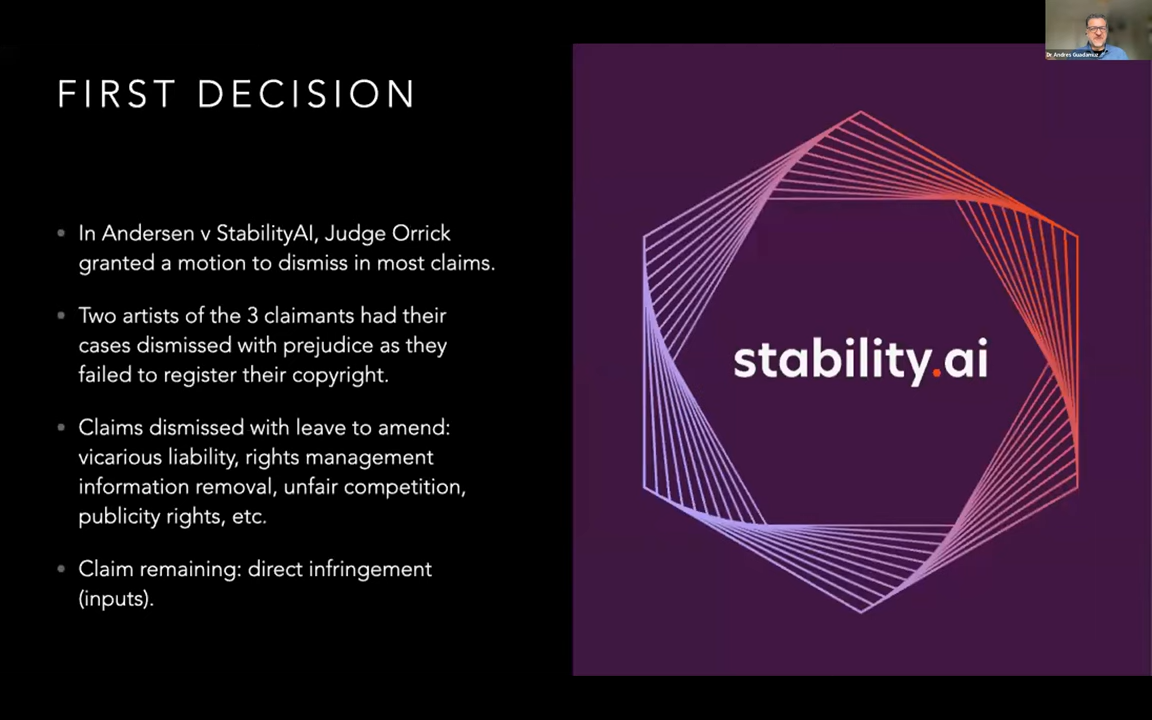 Dr. Andres Guadamuz
FIRST DECISION
In Andersen v StabilityAI, Judge Orrick
granted a motion to dismiss in most claims.
Two artists of the 3 claimants had their
cases dismissed with prejudice as they
failed to register their copyright.
Claims dismissed with leave to amend:
vicarious liability, rights management
information removal, unfair competition,
publicity rights, etc.
Claim remaining: direct infringement
(inputs).
stability.ai